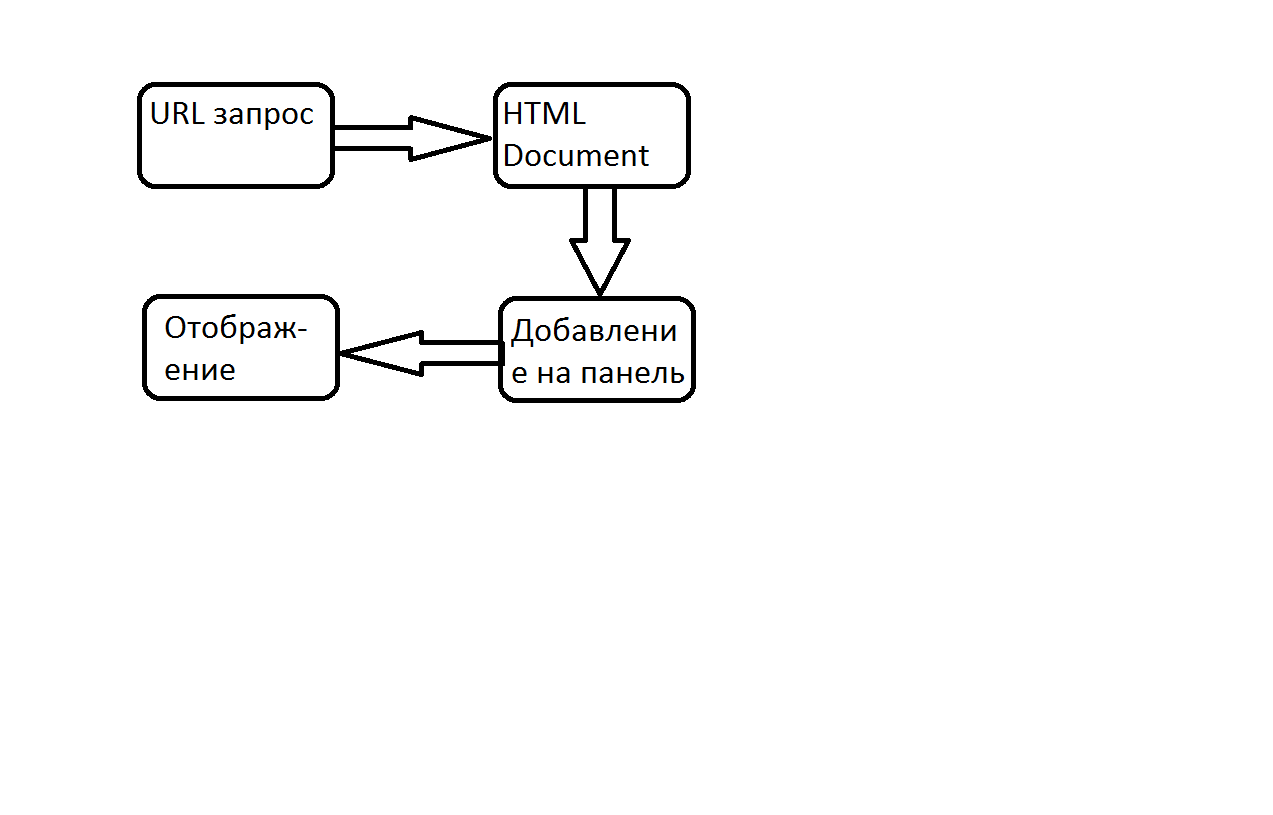 URL запрос
HTML
Document
Отображ-
ение
Добавлени
е на панель